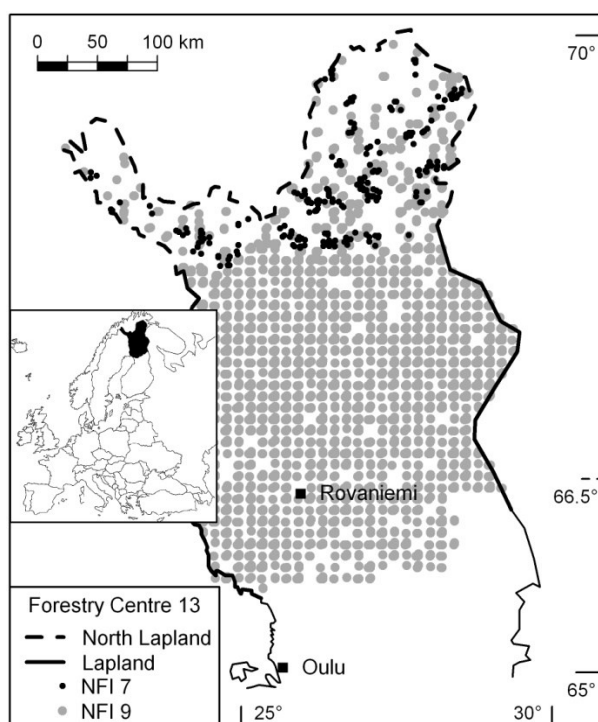 0 50 100 km
70°
Rovaniemi
66.5°
Forestry Centre 13
North Lapland
Lapland
NFI 7
NFI 9
Oulu
65°
25° 30°